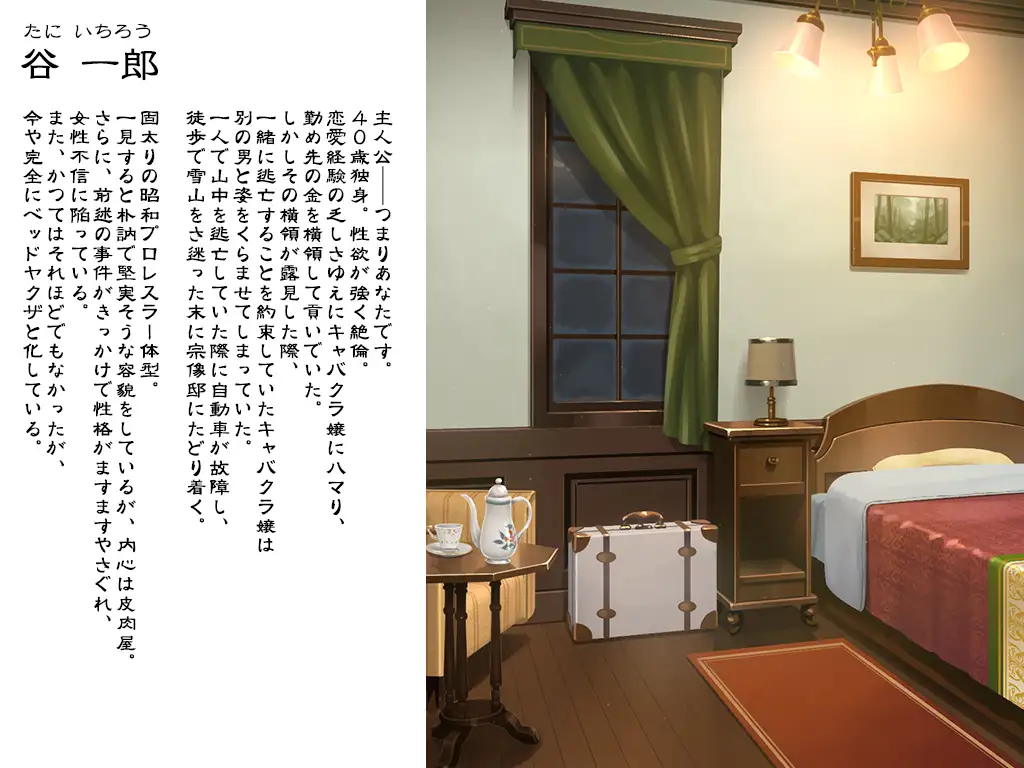 たに いちろう
谷 一郎
主人公――つまりあなたです。
40歳独身。性欲が強く絶倫。
恋愛経験の乏しさゆえにキャバクラ嬢にハマり、
勤め先の金を横領して貢いでいた。
しかしその横領が露見した際、
一緒に逃亡することを約束していたキャバクラ嬢は
別の男と姿をくらませてしまっていた。
一人で山中を逃亡していた際に自動車が故障し、
徒歩で雪山をさ迷った末に宗像邸にたどり着く。
固太りの昭和プロレスラー体型。
一見すると朴訥で堅実そうな容貌をしているが、内心は皮肉屋。
さらに、前述の事件がきっかけで性格がますますやさぐれ、
女性不信に陥っている。
また、かつてはそれほどでもなかったが、
今や完全にベッドヤクザと化している。